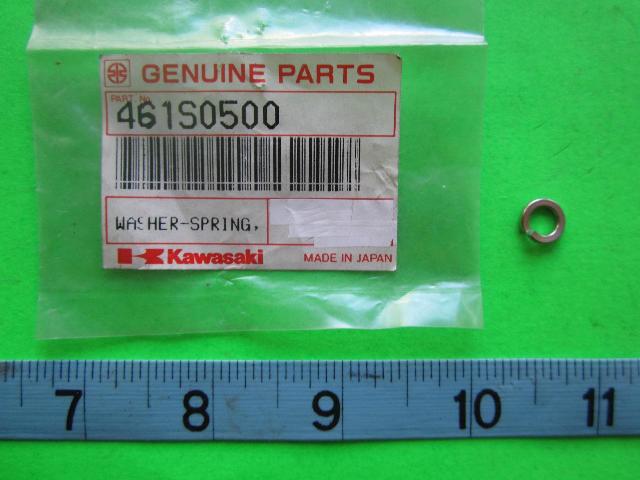 GENUINE PARTS
PART No.
461S0500
WASHER-SPRING,
Kawasaki
MADE IN JAPAN
7 8 9 10 11